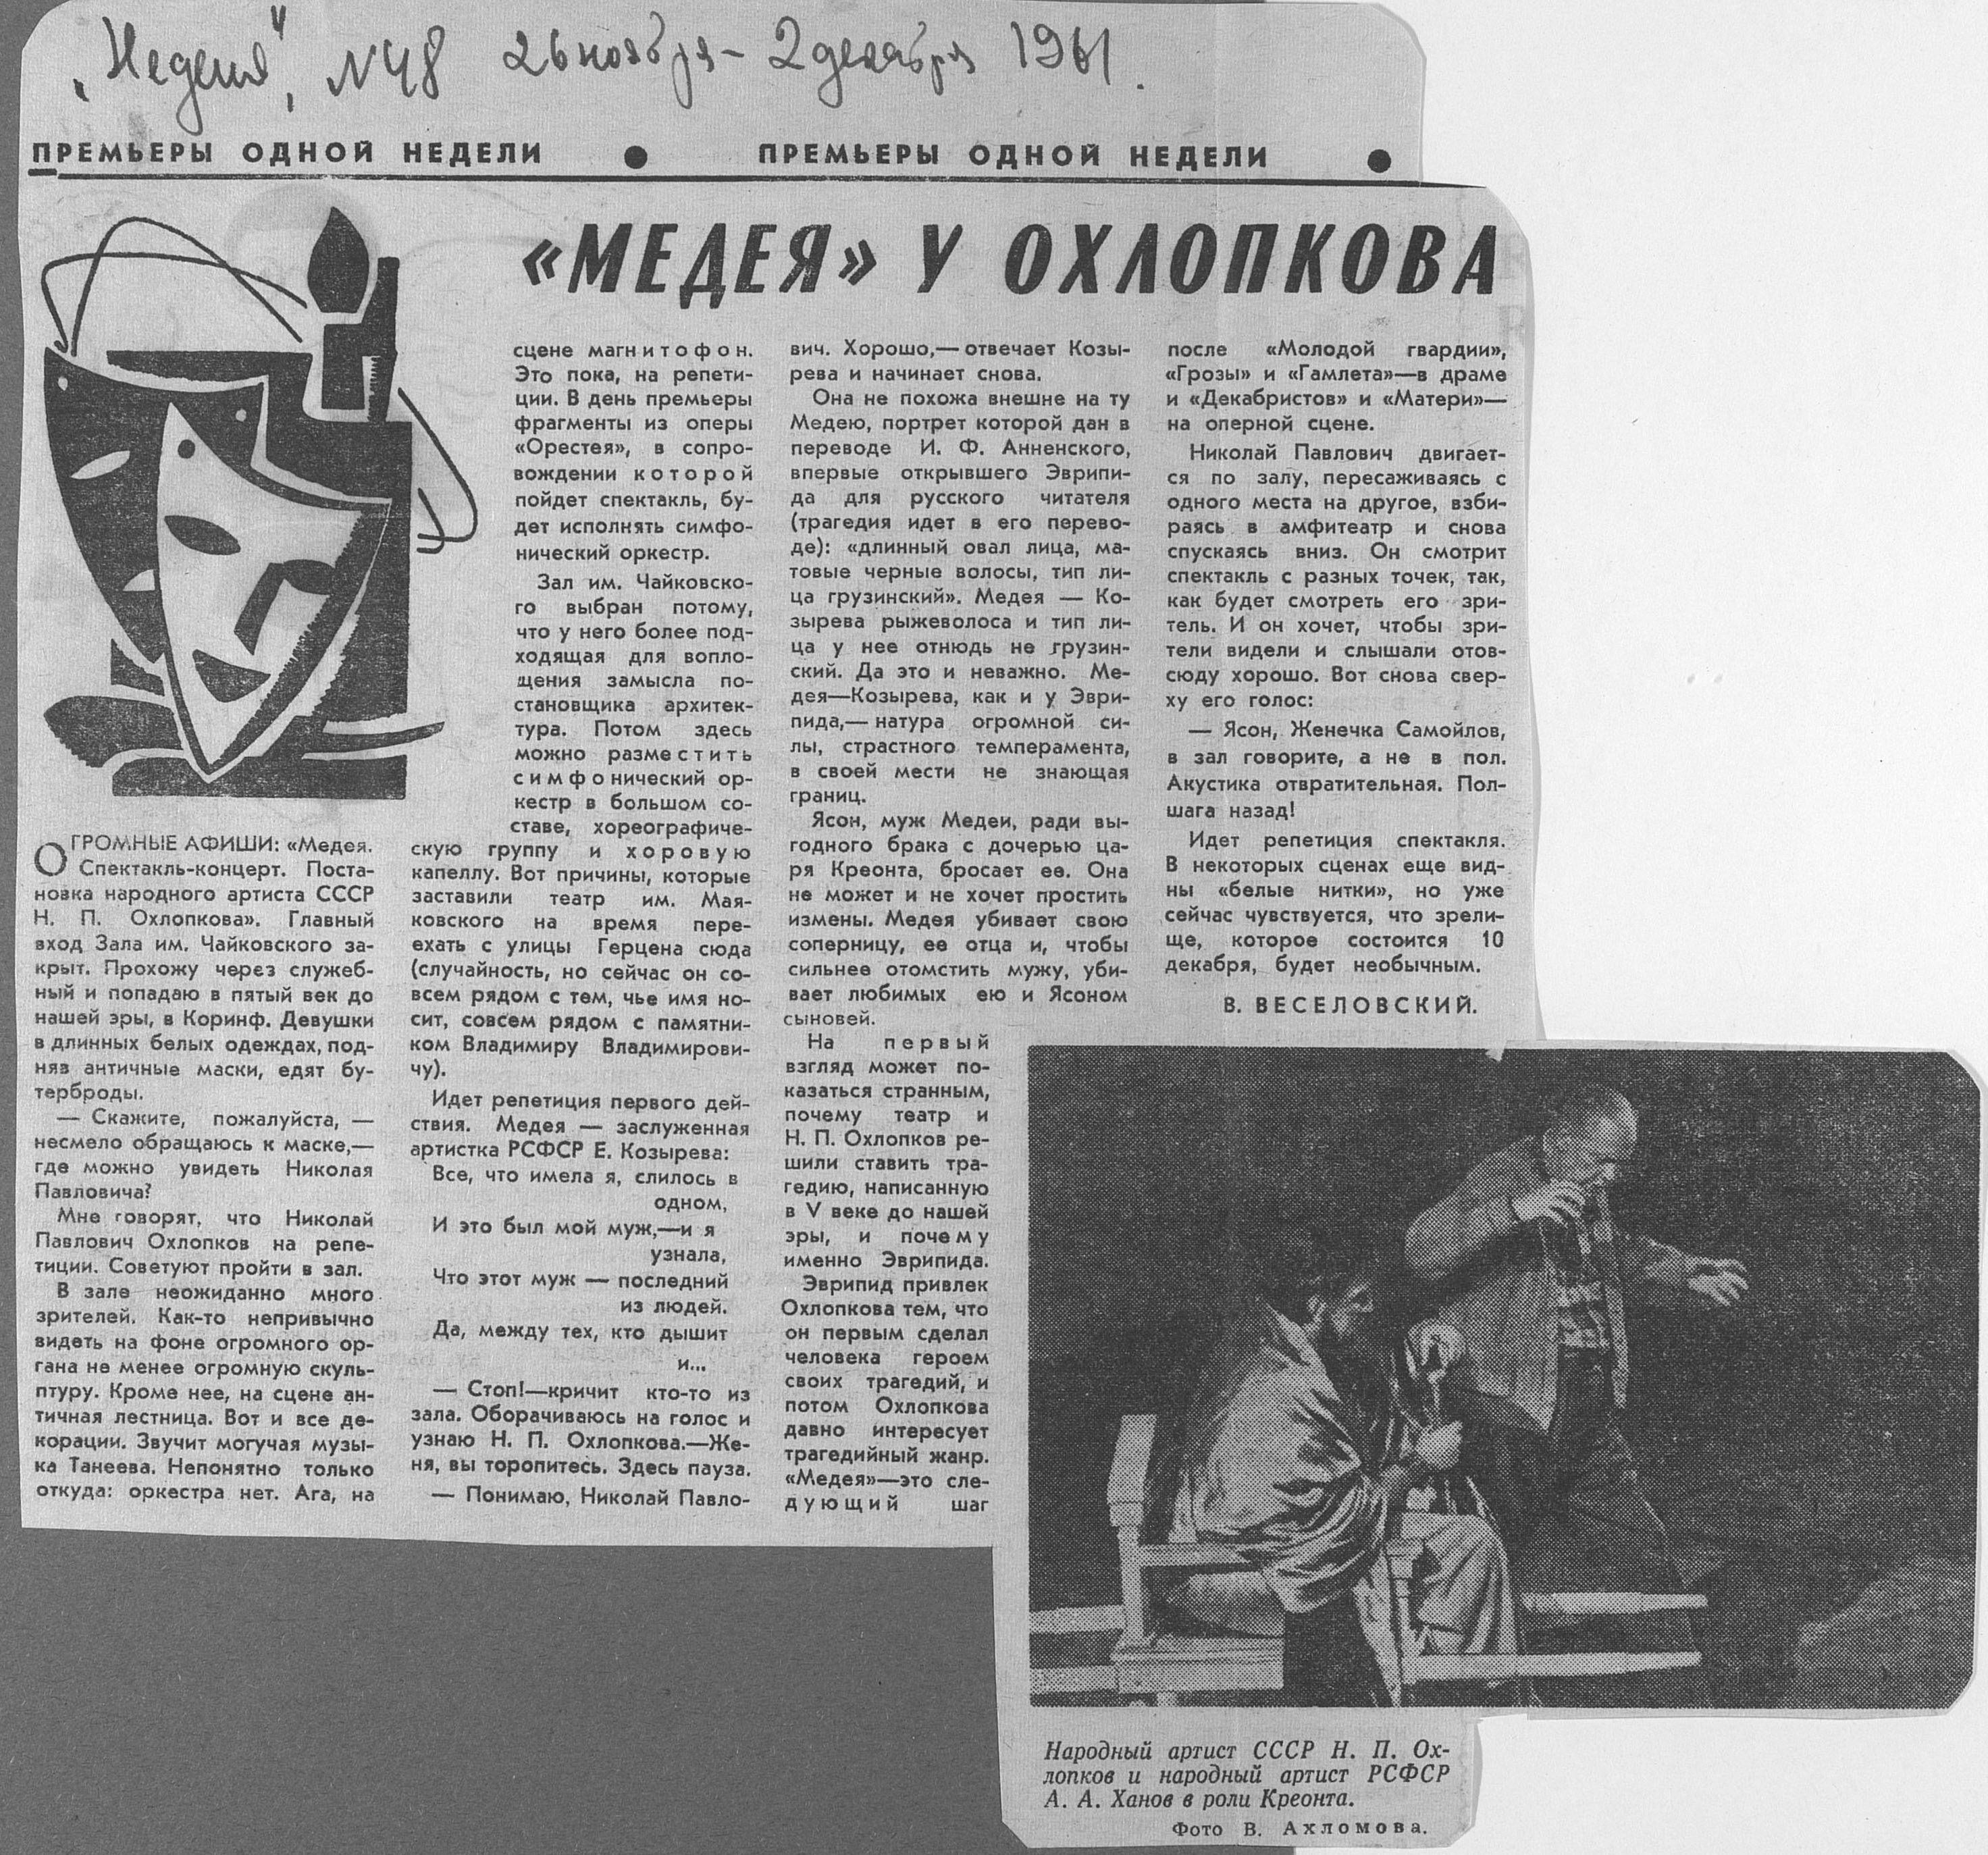 „Неделя", №48 26 ноября – 2 декабря 1961.
ПРЕМЬЕРЫ ОДНОЙ НЕДЕЛИ ● ПРЕМЬЕРЫ ОДНОЙ НЕДЕЛИ ●
«МЕДЕЯ» У ОХЛОПКОВА
ОГРОМНЫЕ АФИШИ: «Медея.
Спектакль-концерт. Поста-
новка народного артиста СССР
Н. П. Охлопкова». Главный
вход Зала им. Чайковского за-
крыт. Прохожу через служеб-
ный и попадаю в пятый век до
нашей эры, в Коринф. Девушки
в длинных белых одеждах, под-
няв античные маски, едят бу-
терброды.
— Скажите, пожалуйста, —
несмело обращаюсь к маске,—
где можно увидеть Николая
Павловича?
Мне говорят, что Николай
Павлович Охлопков на репе-
тиции. Советуют пройти в зал.
В зале неожиданно много
зрителей. Как-то непривычно
видеть на фоне огромного ор-
гана не менее огромную скуль-
птуру. Кроме нее, на сцене ан-
тичная лестница. Вот и все де-
корации. Звучит могучая музы-
ка Танеева. Непонятно только
откуда: оркестра нет. Ага, на
сцене магнитофон.
Это пока, на репети-
ции. В день премьеры
фрагменты из оперы
«Орестея», в сопро-
вождении которой
пойдет спектакль, бу-
дет исполнять симфо-
нический оркестр.
Зал им. Чайковско-
го выбран потому,
что у него более под-
ходящая для вопло-
щения замысла по-
становщика архитек-
тура. Потом здесь
можно разместить
симфонический ор-
кестр в большом со-
ставе, хореографиче-
скую группу и хоровую
капеллу. Вот причины, которые
заставили театр им. Мая-
ковского на время пере-
ехать с улицы Герцена сюда
(случайность, но сейчас он со-
всем рядом с тем, чье имя но-
сит, совсем рядом с памятни-
ком Владимиру Владимирови-
чу).
Идет репетиция первого дей-
ствия. Медея — заслуженная
артистка РСФСР Е. Козырева:
Все, что имела я, слилось в
одном,
И это был мой муж,—и я
узнала,
Что этот муж — последний
из людей.
Да, между тех, кто дышит
и...
— Стоп!—кричит кто-то из
зала. Оборачиваюсь на голос и
узнаю Н. П. Охлопкова.—Же-
ня, вы торопитесь. Здесь пауза.
— Понимаю, Николай Павло-
вич. Хорошо,— отвечает Козы-
рева и начинает снова.
Она не похожа внешне на ту
Медею, портрет которой дан в
переводе И. Ф. Анненского,
впервые открывшего Эврипи-
да для русского читателя
(трагедия идет в его перево-
де): «длинный овал лица, ма-
товые черные волосы, тип ли-
ца грузинский». Медея — Ко-
зырева рыжеволоса и тип ли-
ца у нее отнюдь не грузин-
ский. Да это и неважно. Ме-
дея—Козырева, как и у Эври-
пида,— натура огромной си-
лы, страстного темперамента,
в своей мести не знающая
границ.
Ясон, муж Медеи, ради вы-
годного брака с дочерью ца-
ря Креонта, бросает ее. Она
не может и не хочет простить
измены. Медея убивает свою
соперницу, ее отца и, чтобы
сильнее отомстить мужу, уби-
вает любимых ею и Ясоном
сыновей.
На первый
взгляд может по-
казаться странным,
почему театр и
Н. П. Охлопков ре-
шили ставить тра-
гедию, написанную
в V веке до нашей
эры, и почему
именно Эврипида.
Эврипид привлек
Охлопкова тем, что
он первым сделал
человека героем
своих трагедий, и
потом Охлопкова
давно интересует
трагедийный жанр.
«Медея»—это сле-
дующий шаг
после «Молодой гвардии»,
«Грозы» и «Гамлета»—в драме
и «Декабристов» и «Матери»—
на оперной сцене.
Николай Павлович двигает-
ся по залу, пересаживаясь с
одного места на другое, взби-
раясь в амфитеатр и снова
спускаясь вниз. Он смотрит
спектакль с разных точек, так,
как будет смотреть его зри-
тель. И он хочет, чтобы зри-
тели видели и слышали отов-
сюду хорошо. Вот снова свер-
ху его голос:
— Ясон, Женечка Самойлов,
в зал говорите, а не в пол.
Акустика отвратительная. Пол-
шага назад!
Идет репетиция спектакля.
В некоторых сценах еще вид-
ны «белые нитки», но уже
сейчас чувствуется, что зрели-
ще, которое состоится 10
декабря, будет необычным.
В. ВЕСЕЛОВСКИЙ.
Народный артист СССР Н. П. Ох-
лопков и народный артист РСФСР
А. А. Ханов в роли Креонта.
Фото В. Ахломова.